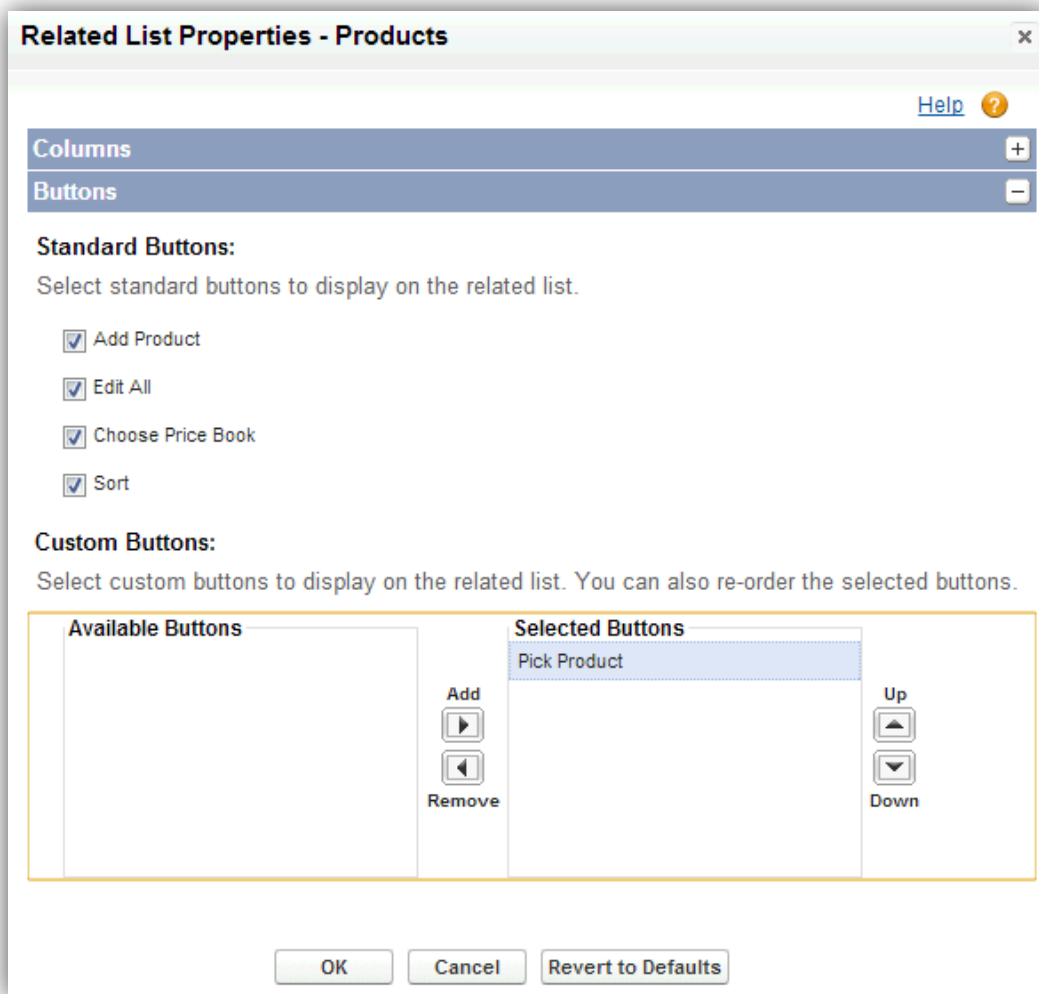 Related List Properties - Products
Help ?
Columns
Buttons
Standard Buttons:
Select standard buttons to display on the related list.
Add Product
Edit All
Choose Price Book
Sort
Custom Buttons:
Select custom buttons to display on the related list. You can also re-order the selected buttons.
Available Buttons
Selected Buttons
Pick Product
Add
Remove
Up
Down
OK
Cancel
Revert to Defaults